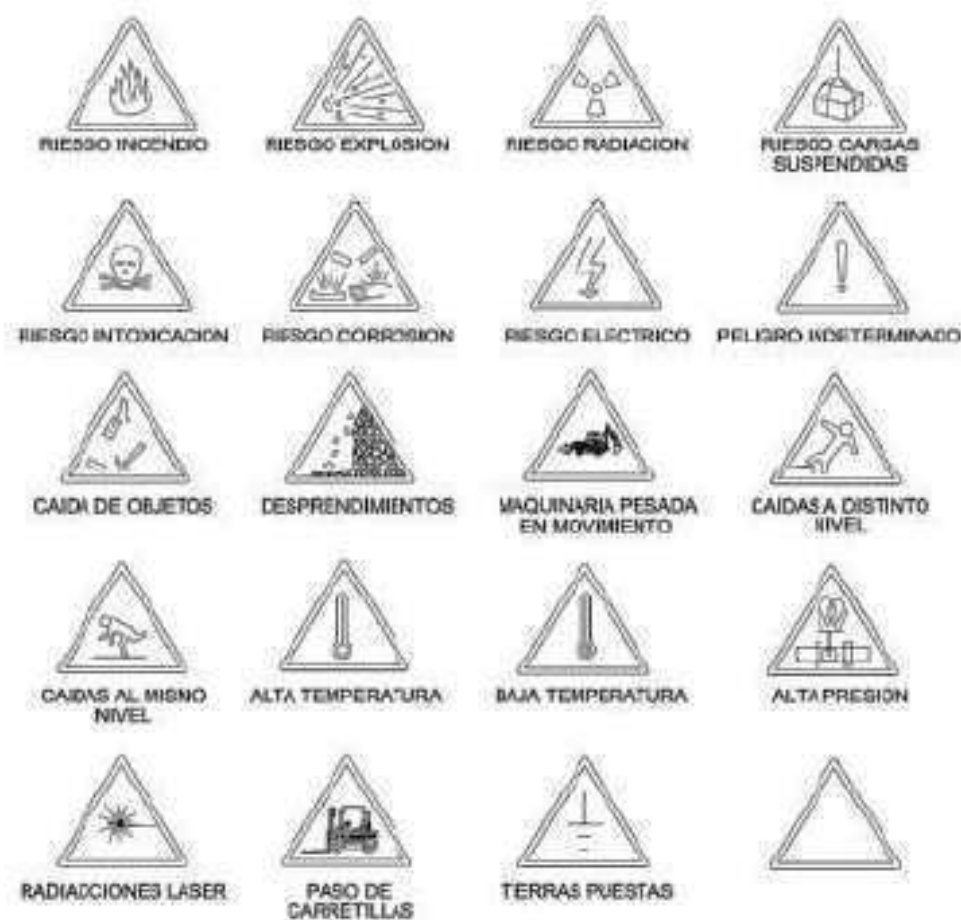 RIESGO INCENDIO
RIESGO EXPLOSION
RIESGO RADIACION
RIESGO CARGAS
SUSPENDIDAS
RIESGO INTOXICACION
RIESGO CORROSION
RIESGO ELECTRICO
PELIGRO INDETERMINADO
CAIDA DE OBJETOS
DESPRENDIMIENTOS
MAQUINARIA PESADA
EN MOVIMIENTO
CAIDAS A DISTINTO
NIVEL
CAIDAS AL MISMO
NIVEL
ALTA TEMPERATURA
BAJA TEMPERATURA
ALTA PRESION
RADIACCIONES LASER
PASO DE
CARRETILLAS
TERRAS PUESTAS